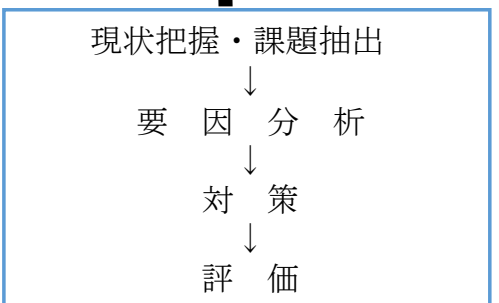 現状把握・課題抽出
↓
要　因　分　析
↓
対　策
↓
評　価